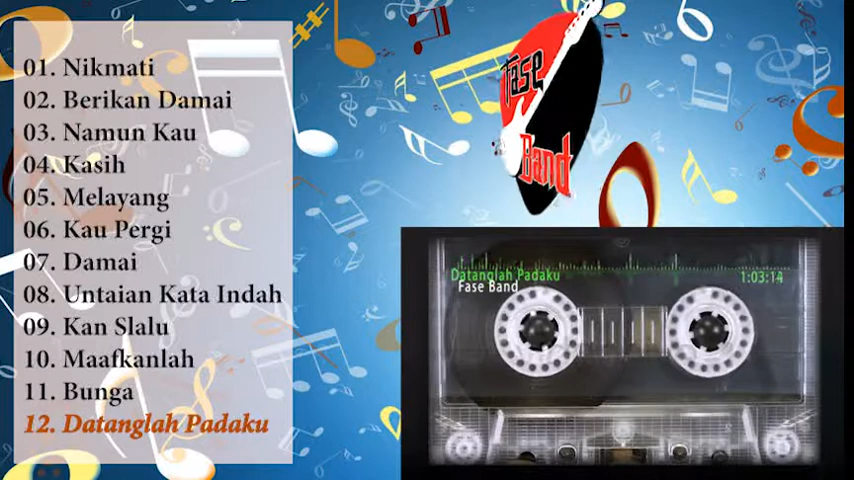 01. Nikmati
02. Berikan Damai
03. Namun Kau
04. Kasih
05. Melayang
06. Kau Pergi
07. Damai
08. Untaian Kata Indah
09. Kan Slalu
10. Maafkanlah
11. Bunga
12. Datanglah Padaku
Fase
Band
Datanglah Padaku
Fase Band
1:03:14